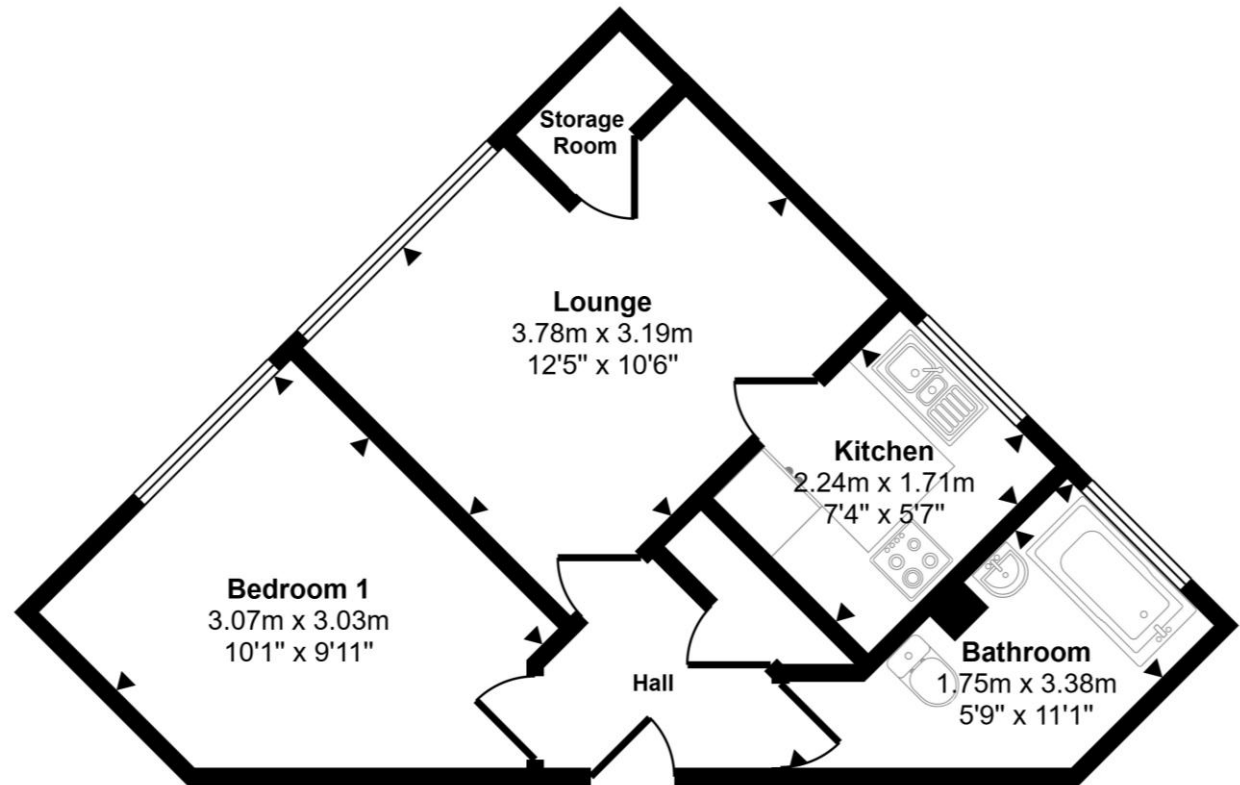 Storage
Room
Lounge
3.78m x 3.19m
12'5" x 10'6"
Kitchen
2.24m x 1.71m
7'4" x 5'7"
Bedroom 1
3.07m x 3.03m
10'1" x 9'11"
Hall
Bathroom
1.75m x 3.38m
5'9" x 11'1"